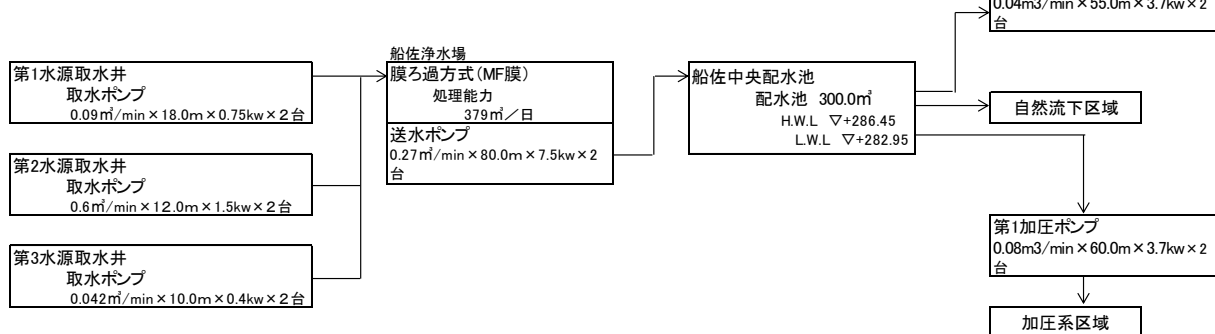 第1水源取水井
取水ポンプ
0.09㎥/min×18.0m×0.75kw×2台
第2水源取水井
取水ポンプ
0.6㎥/min×12.0m×1.5kw×2台
第3水源取水井
取水ポンプ
0.042㎥/min×10.0m×0.4kw×2台
船佐浄水場
膜ろ過方式(MF膜)
処理能力
379㎥/日
送水ポンプ
0.27㎥/min×80.0m×7.5kw×2
台
船佐中央配水池
配水池 300.0㎥
H.W.L ▽+286.45
L.W.L ▽+282.95
0.04m3/min×55.0m×3.7kw×2
台
自然流下区域
第1加圧ポンプ
0.08m3/min×60.0m×3.7kw×2
台
加圧系区域